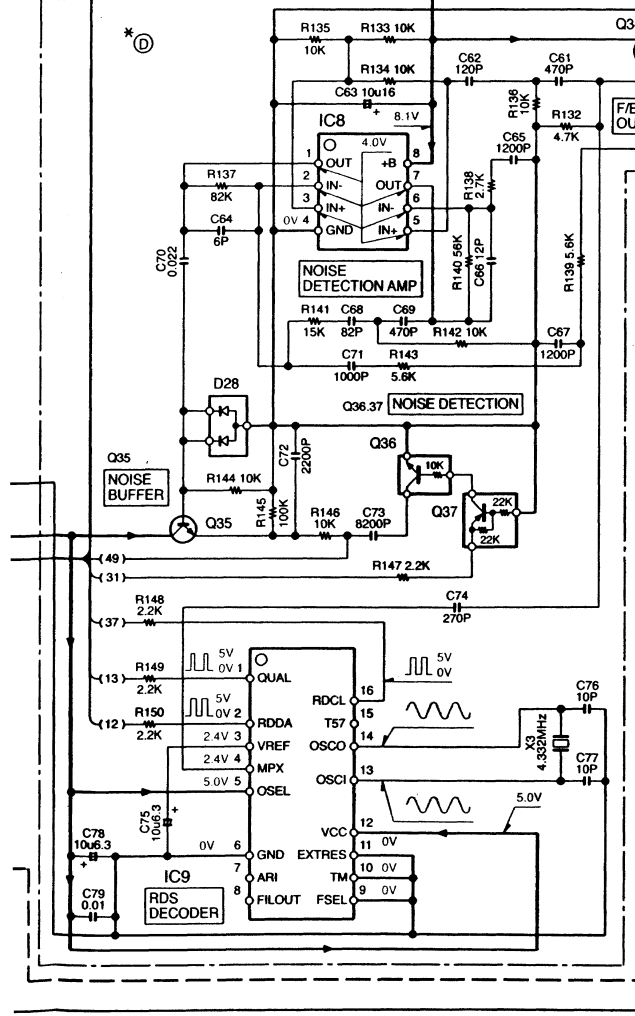 * D
R135
10K
R133 10K
Q3
R134 10K
C62
120P
C61
470P
C63 10u16
+
R136
10K
R132
4.7K
8.1V
F/E
OU
IC8
4.0V
C65
1200P
1 OUT
+B 8
R137
82K
2 IN-
OUT 7
R138
2.7K
3 IN+
IN- 6
0V 4 GND
IN+ 5
C64
6P
C70
0.022
R140 56K
C66 12P
R139 5.6K
NOISE
DETECTION AMP
R141
15K
C68
82P
C69
470P
R142 10K
C67
1200P
C71
1000P
R143
5.6K
D28
Q36.37
NOISE DETECTION
C72
2200P
Q36
10K
Q35
NOISE
BUFFER
R144 10K
Q37
22K
22K
R145
100K
Q35
R146
10K
C73
8200P
49
31
R147 2.2K
R148
2.2K
37
C74
270P
R149
2.2K
13
5V
0V
1
QUAL
5V
0V
RDCL
16
C76
10P
R150
2.2K
12
5V
0V
2
RDDA
T57
15
2.4V 3
VREF
OSCO
14
X3
4.332MHz
2.4V 4
MPX
OSCI
13
C77
10P
5.0V 5
OSEL
C75
10u6.3
+
5.0V
VCC
12
C78
10u6.3
+
0V 6
GND
EXTRES
11 0V
7
ARI
TM
10 0V
IC9
8
FILOUT
FSEL
9 0V
C79
0.01
RDS
DECODER